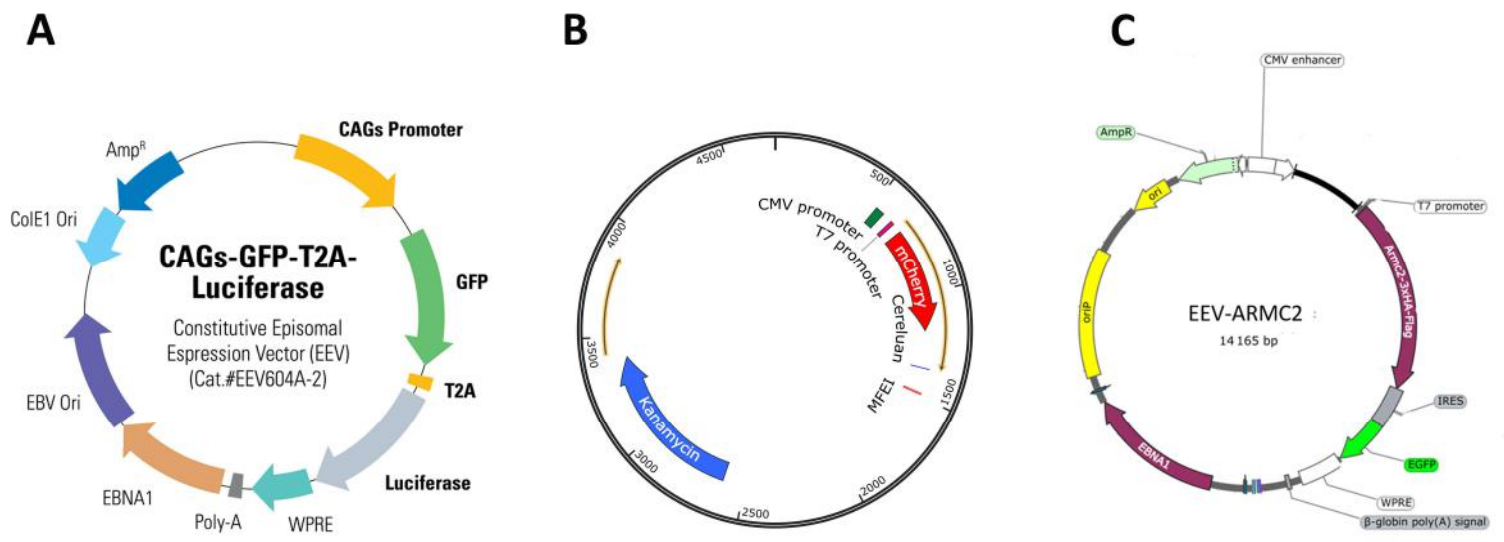 A
B
C
CAGs Promoter
Amp^R
ColE1 Ori
CAGs-GFP-T2A-
Luciferase
Constitutive Episomal
Espression Vector (EEV)
(Cat.#EEV604A-2)
GFP
T2A
EBV Ori
EBNA1
Poly-A
WPRE
Luciferase
4500
500
CMV promoter
T7 promoter
4000
mCherry
1000
Cereluan
3500
MFEI
1500
Kanamycin
3000
2000
2500
CMV enhancer
AmpR
ori
T7 promoter
Armc2-3xHA-Flag
oriP
EEV-ARMC2 :
14 165 bp
IRES
EBNA1
EGFP
WPRE
β-globin poly(A) signal